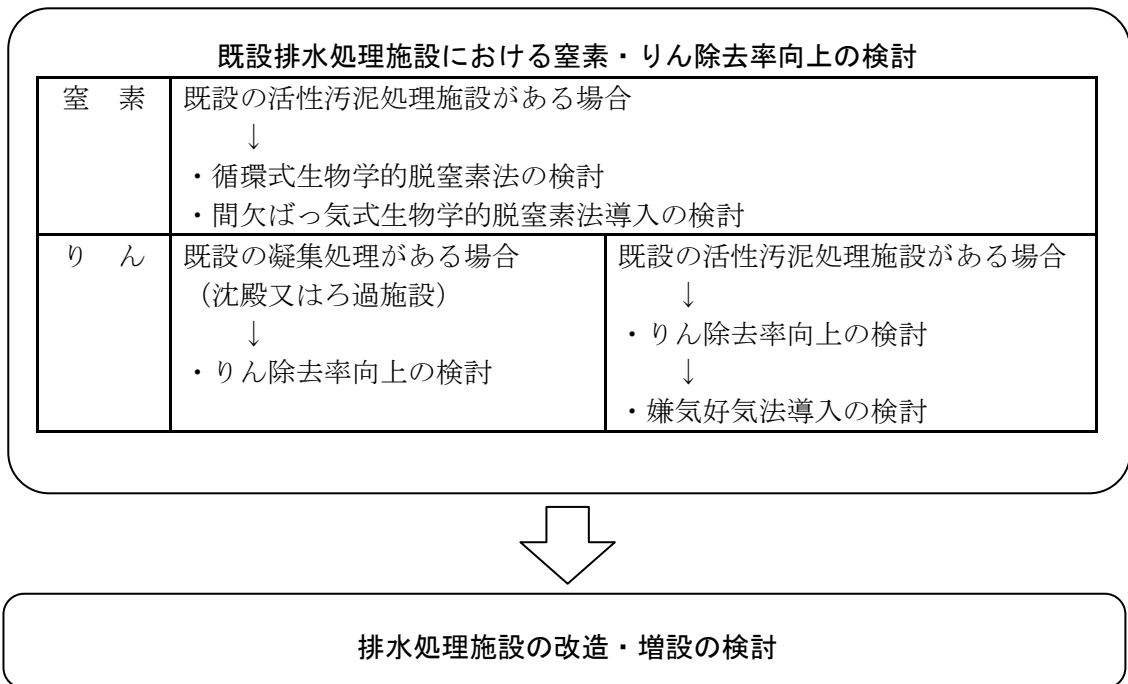 既設排水処理施設における窒素・りん除去率向上の検討
窒　素
既設の活性汚泥処理施設がある場合
↓
・循環式生物学的脱窒素法の検討
・間欠ばっ気式生物学的脱窒素法導入の検討
り　ん
既設の凝集処理がある場合
（沈殿又はろ過施設）
↓
・りん除去率向上の検討
既設の活性汚泥処理施設がある場合
↓
・りん除去率向上の検討
↓
・嫌気好気法導入の検討
排水処理施設の改造・増設の検討